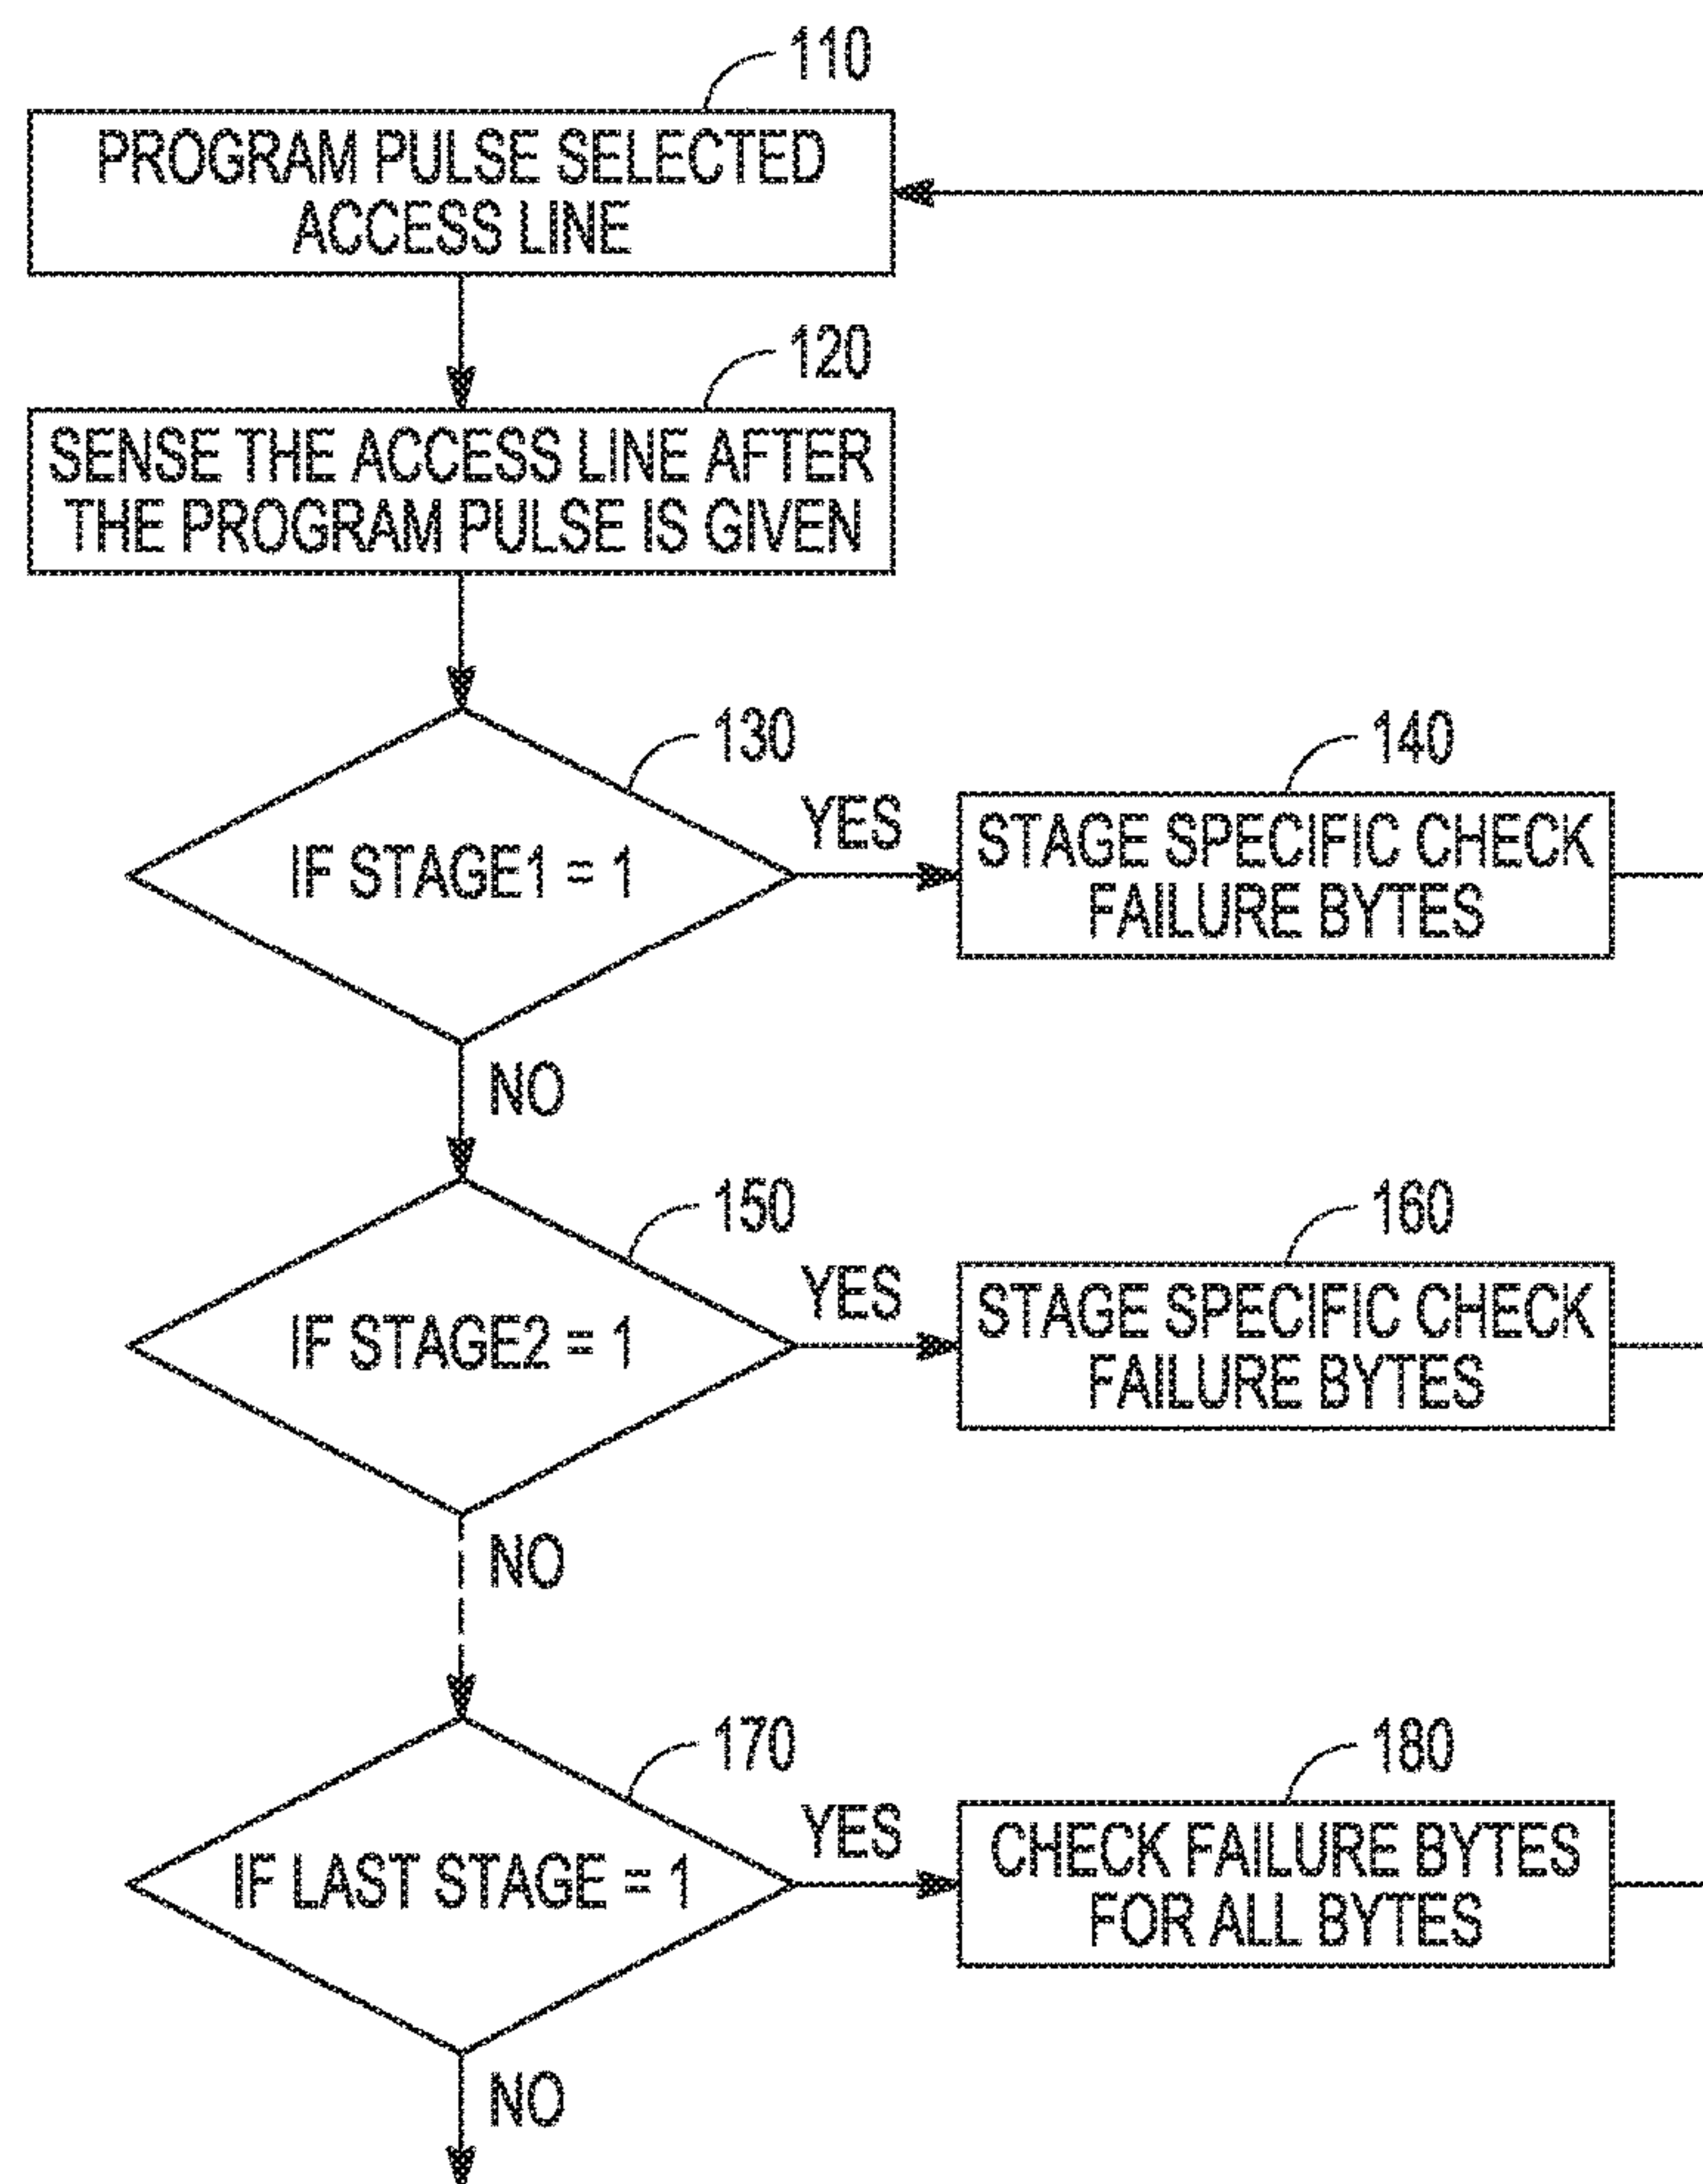 110
PROGRAM PULSE SELECTED
ACCESS LINE
120
SENSE THE ACCESS LINE AFTER
THE PROGRAM PULSE IS GIVEN
130
IF STAGE1 = 1
YES
140
STAGE SPECIFIC CHECK
FAILURE BYTES
NO
150
IF STAGE2 = 1
YES
160
STAGE SPECIFIC CHECK
FAILURE BYTES
NO
170
IF LAST STAGE = 1
YES
180
CHECK FAILURE BYTES
FOR ALL BYTES
NO